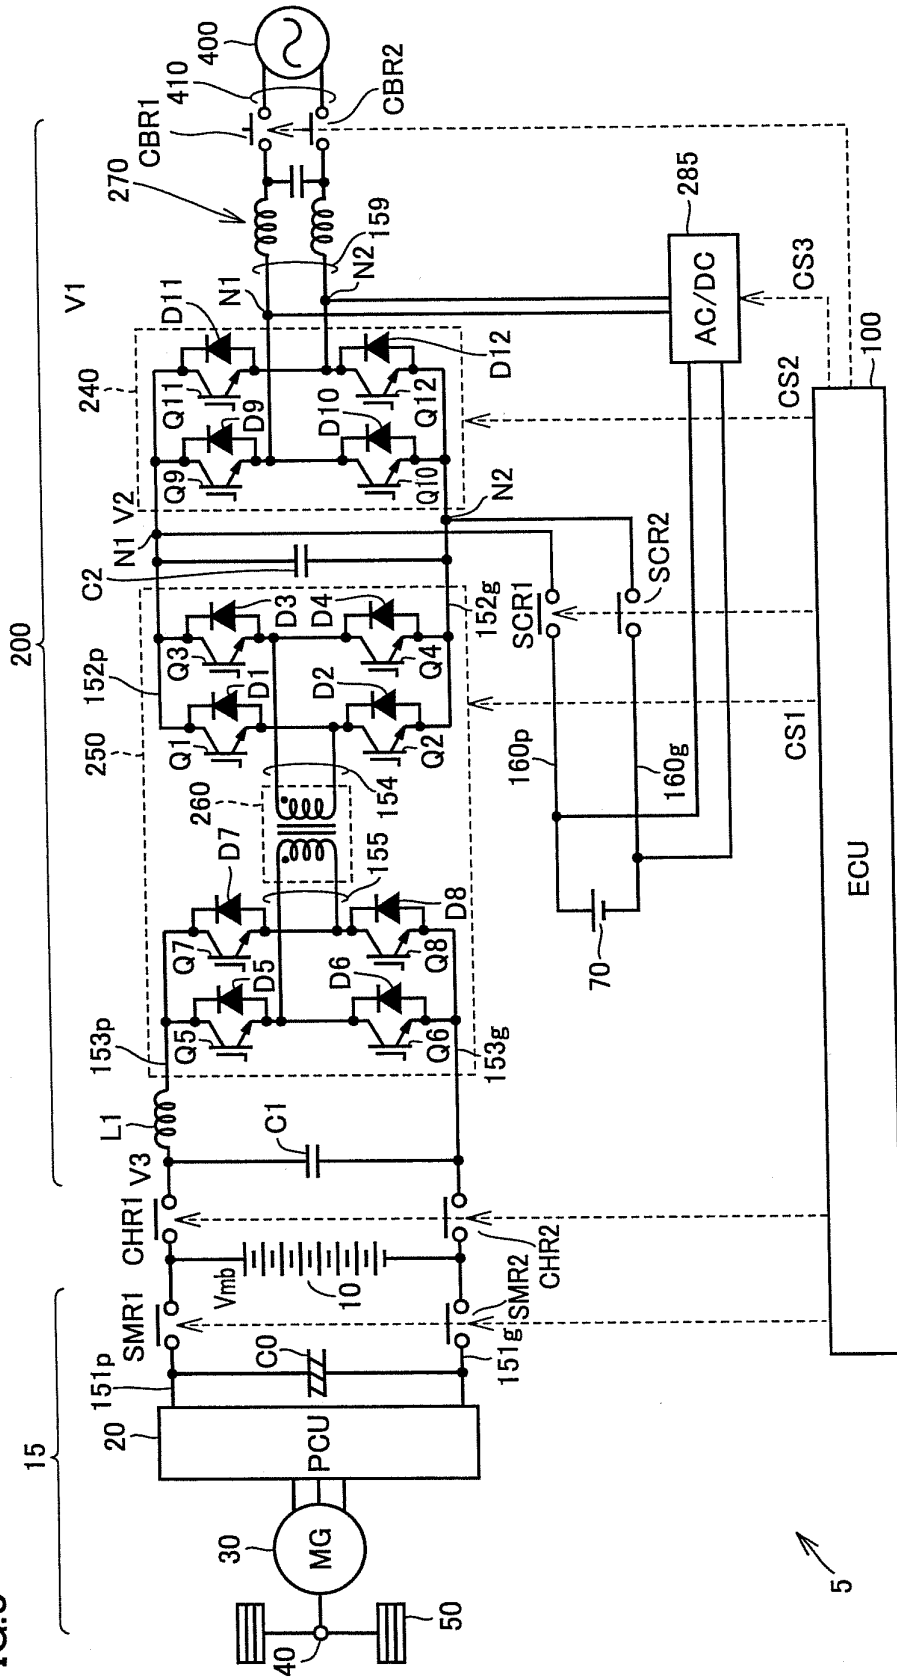 15
200
V1
SMR1
CHR1
V3
L1
153p
250
152p
N1
V2
240
270
CBR1
410
400
151p
20
Vmb
C1
Q5
D5
Q7
D7
260
Q1
D1
Q3
D3
C2
Q9
D9
Q11
D11
N1
30
MG
PCU
C0
10
155
154
159
N2
CBR2
40
50
151g
SMR2
CHR2
153g
Q6
D6
Q8
D8
Q2
D2
Q4
D4
152g
N2
Q10
D10
Q12
D12
SCR1
SCR2
160p
160g
70
AC/DC
285
CS1
CS2
CS3
ECU
100
5